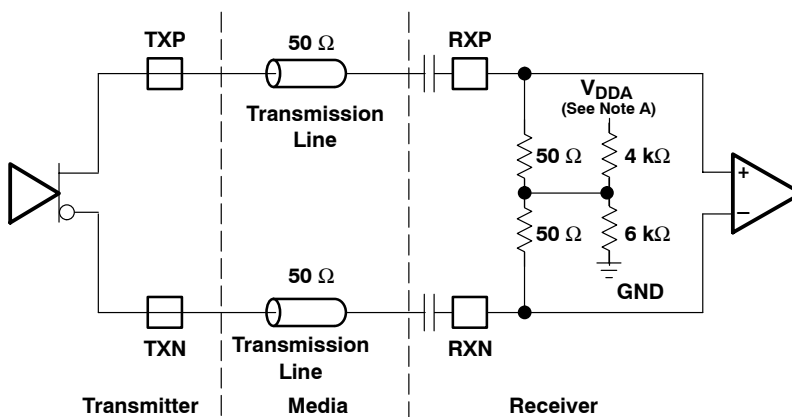 TXP
50 Ω
Transmission
Line
RXP
VDDA
(See Note A)
50 Ω
4 kΩ
+
−
50 Ω
6 kΩ
GND
50 Ω
TXN
Transmission
Line
RXN
Transmitter
Media
Receiver